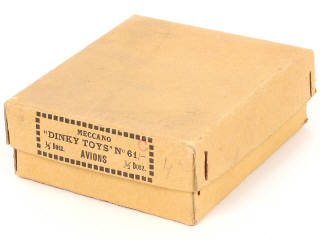 MECCANO
"DINKY TOYS" Nº 61
½ Doz. AVIONS ½ Doz.